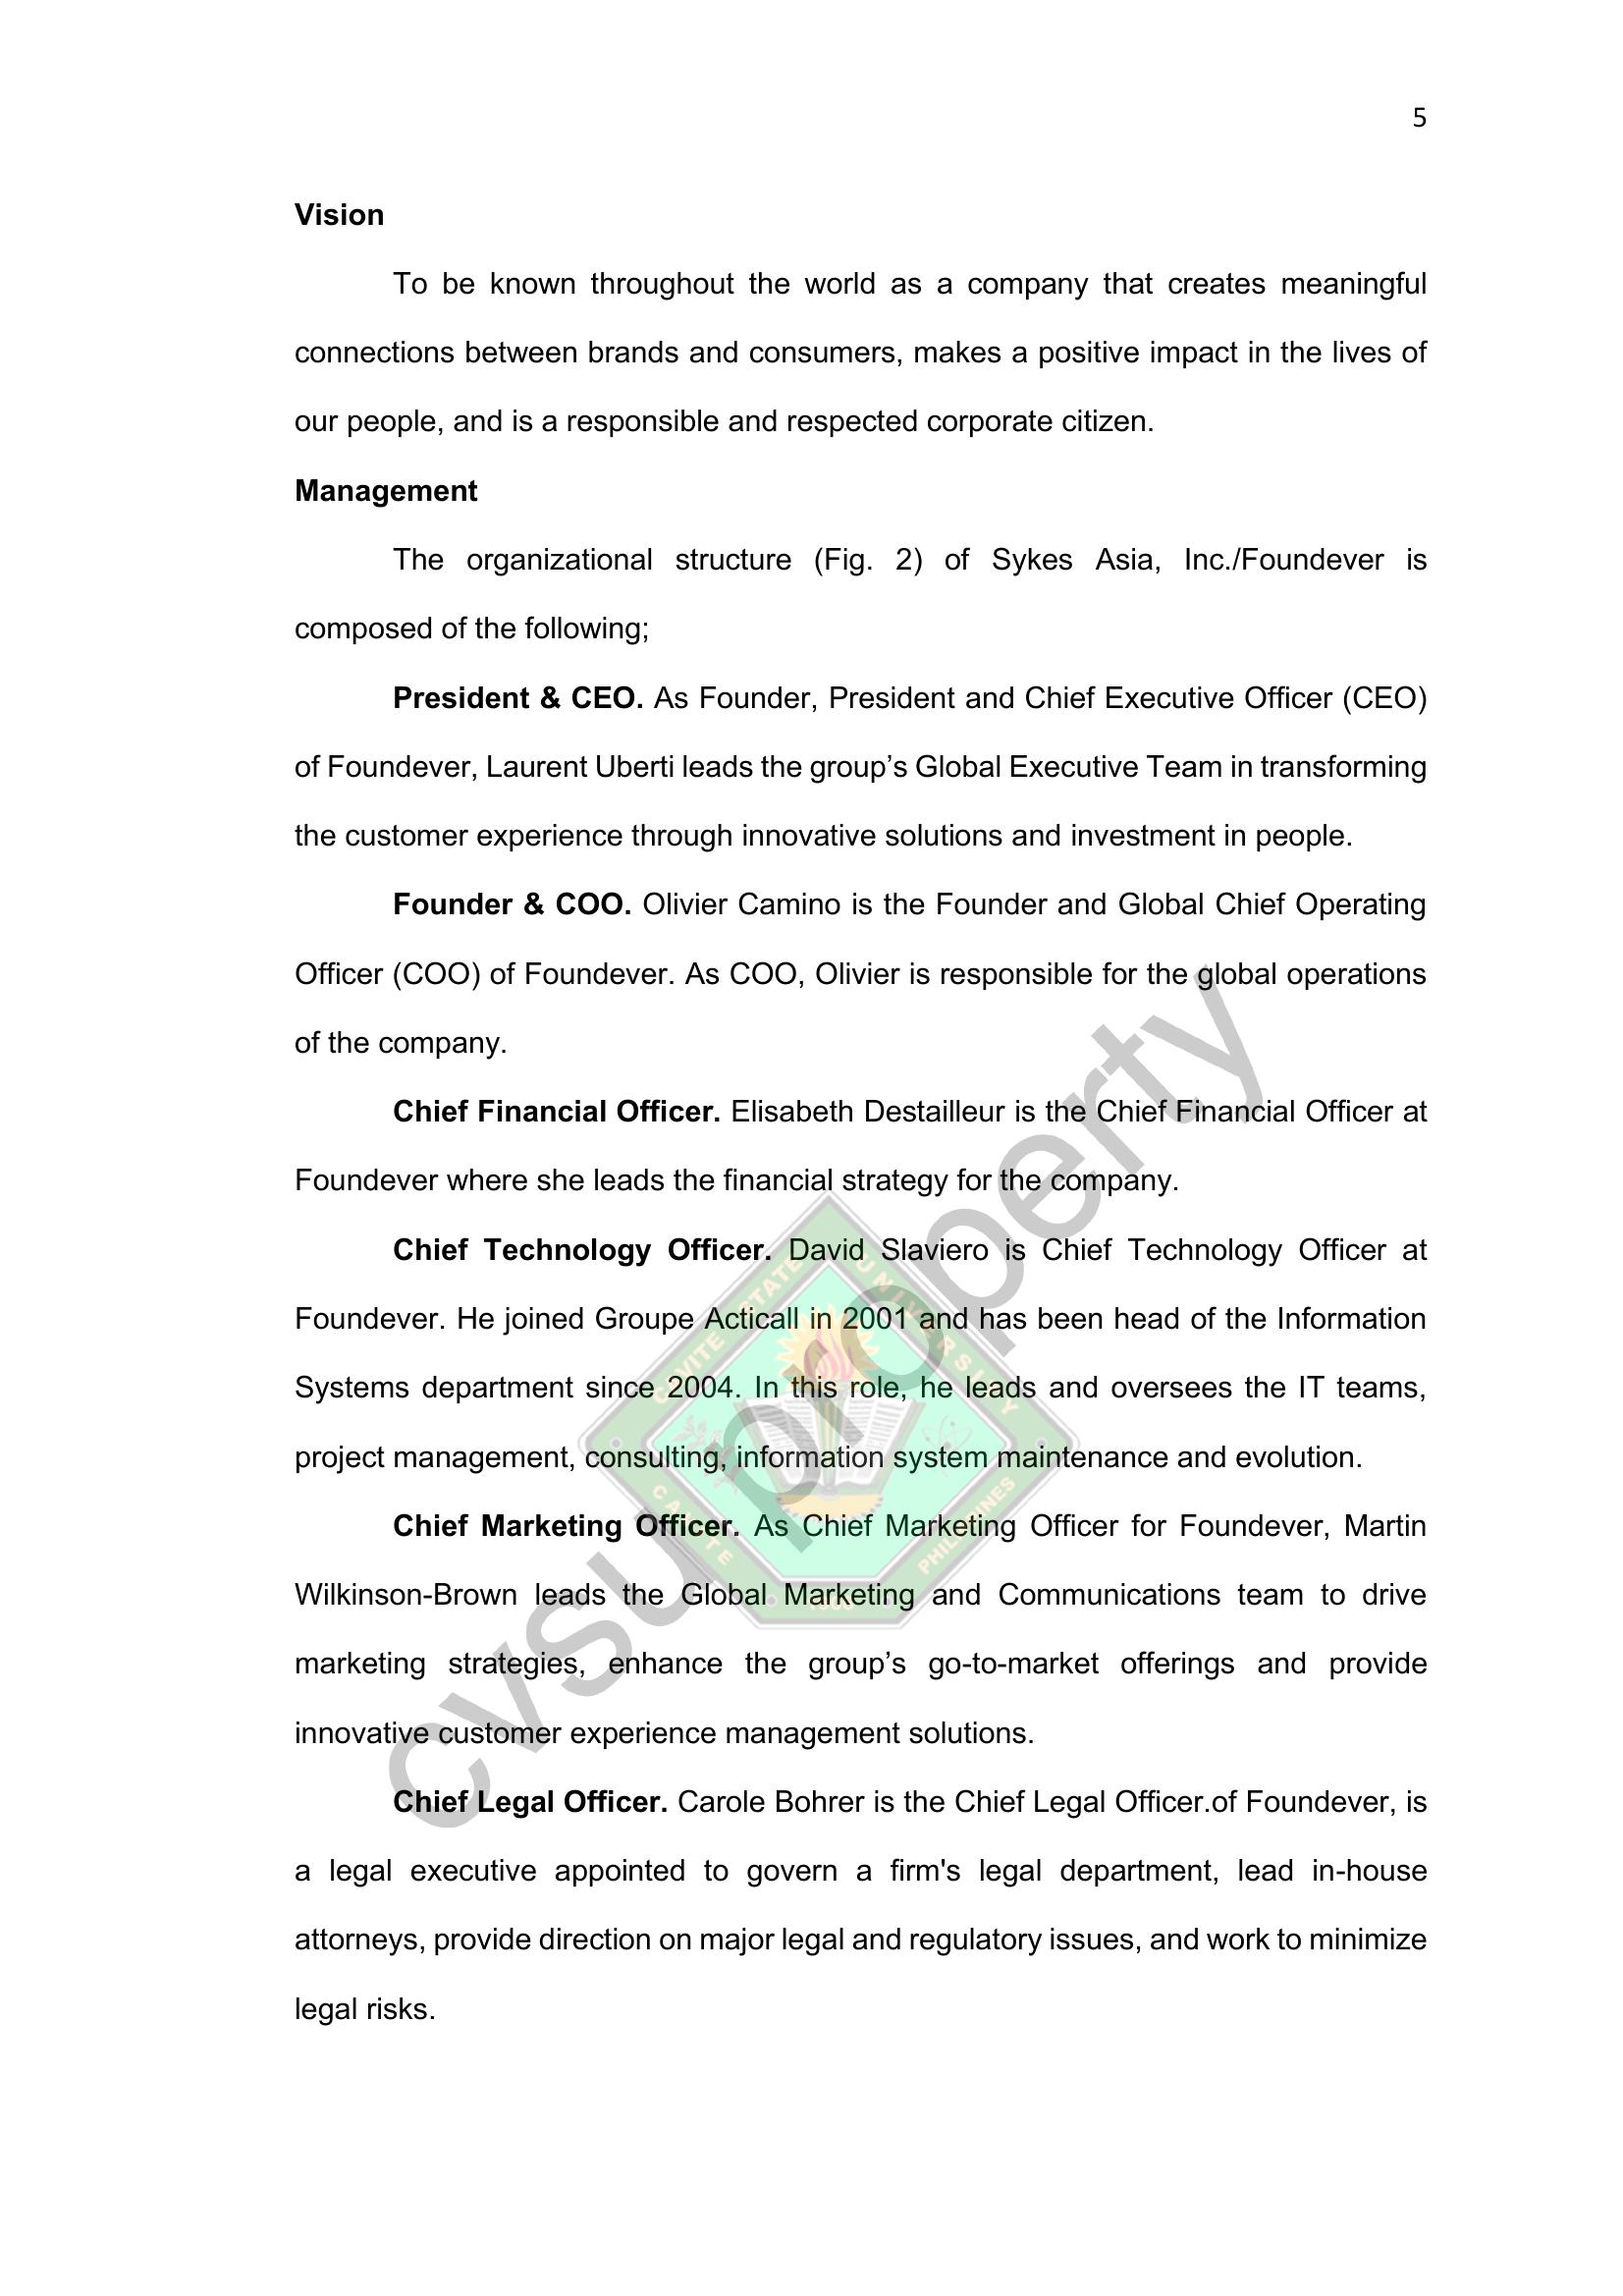 5
Vision
To be known throughout the world as a company that creates meaningful
connections between brands and consumers, makes a positive impact in the lives of
our people, and is a responsible and respected corporate citizen.
Management
The organizational structure (Fig. 2) of Sykes Asia, Inc./Foundever is
composed of the following;
President & CEO. As Founder, President and Chief Executive Officer (CEO)
of Foundever, Laurent Uberti leads the group’s Global Executive Team in transforming
the customer experience through innovative solutions and investment in people.
Founder & COO. Olivier Camino is the Founder and Global Chief Operating
Officer (COO) of Foundever. As COO, Olivier is responsible for the global operations
of the company.
Chief Financial Officer. Elisabeth Destailleur is the Chief Financial Officer at
Foundever where she leads the financial strategy for the company.
Chief Technology Officer. David Slaviero is Chief Technology Officer at
Foundever. He joined Groupe Acticall in 2001 and has been head of the Information
Systems department since 2004. In this role, he leads and oversees the IT teams,
project management, consulting, information system maintenance and evolution.
Chief Marketing Officer. As Chief Marketing Officer for Foundever, Martin
Wilkinson-Brown leads the Global Marketing and Communications team to drive
marketing strategies, enhance the group’s go-to-market offerings and provide
innovative customer experience management solutions.
Chief Legal Officer. Carole Bohrer is the Chief Legal Officer.of Foundever, is
a legal executive appointed to govern a firm's legal department, lead in-house
attorneys, provide direction on major legal and regulatory issues, and work to minimize
legal risks.
cvsu property
CAVITE STATE UNIVERSITY
CAVITE
PHILIPPINES